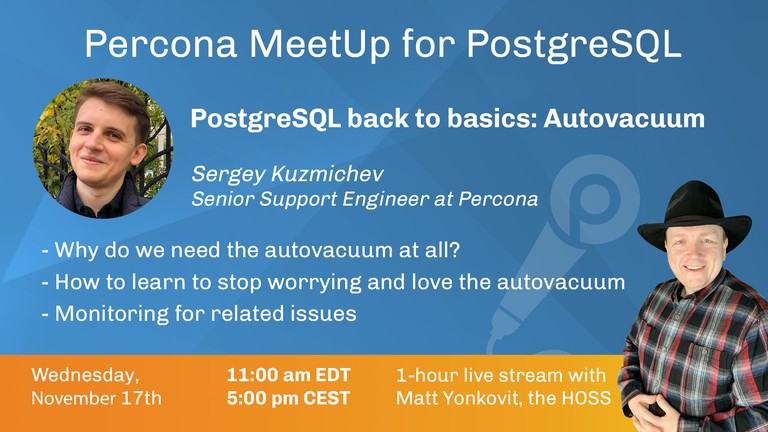 Percona MeetUp for PostgreSQL
PostgreSQL back to basics: Autovacuum
Sergey Kuzmichev
Senior Support Engineer at Percona
- Why do we need the autovacuum at all?
- How to learn to stop worrying and love the autovacuum
- Monitoring for related issues
Wednesday,
November 17th
11:00 am EDT
5:00 pm CEST
1-hour live stream with
Matt Yonkovit, the HOSS